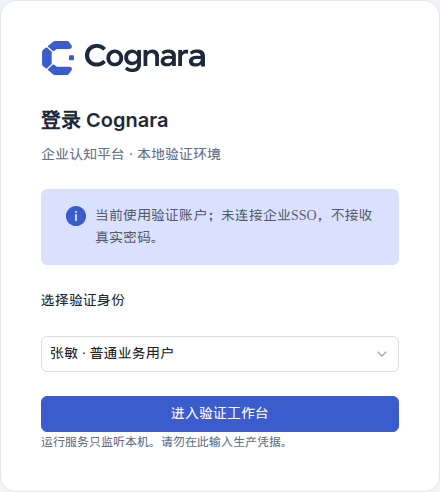 Cognara
登录 Cognara
企业认知平台 · 本地验证环境
当前使用验证账户；未连接企业SSO，不接收
真实密码。
选择验证身份
张敏 · 普通业务用户
进入验证工作台
运行服务只监听本机。请勿在此输入生产凭据。